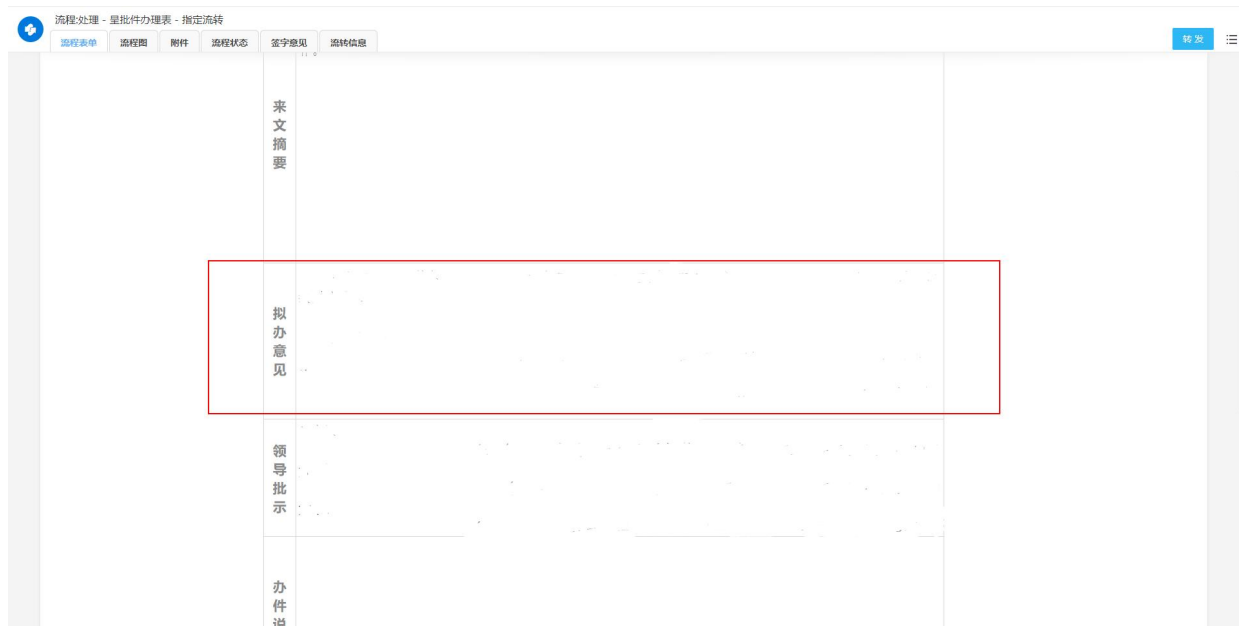 流程:处理 - 呈批件办理表 - 指定流转
流程表单 流程图 附件 流程状态 签字意见 流转信息
转发
来文摘要
拟办意见
领导批示
办件说